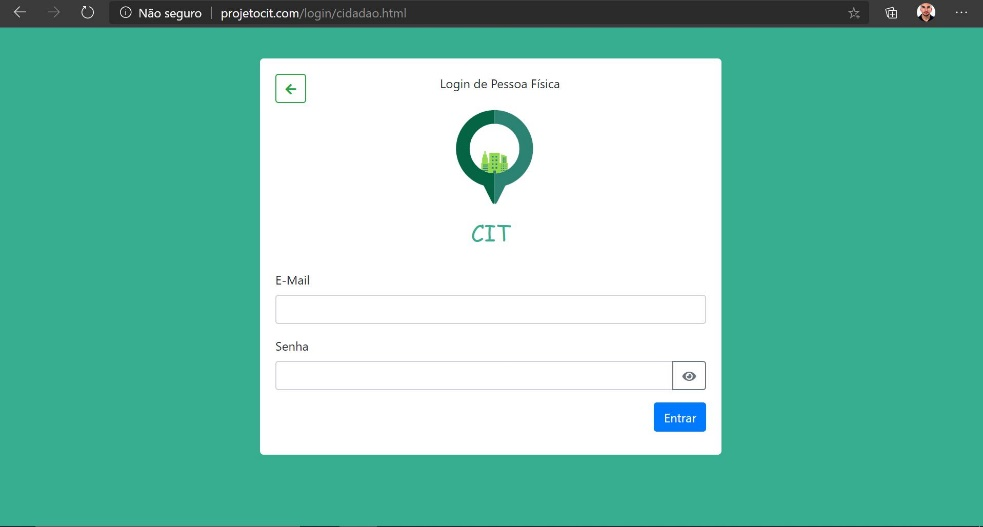 Não seguro | projetocit.com/login/cidadao.html
Login de Pessoa Física
CIT
E-Mail
Senha
Entrar